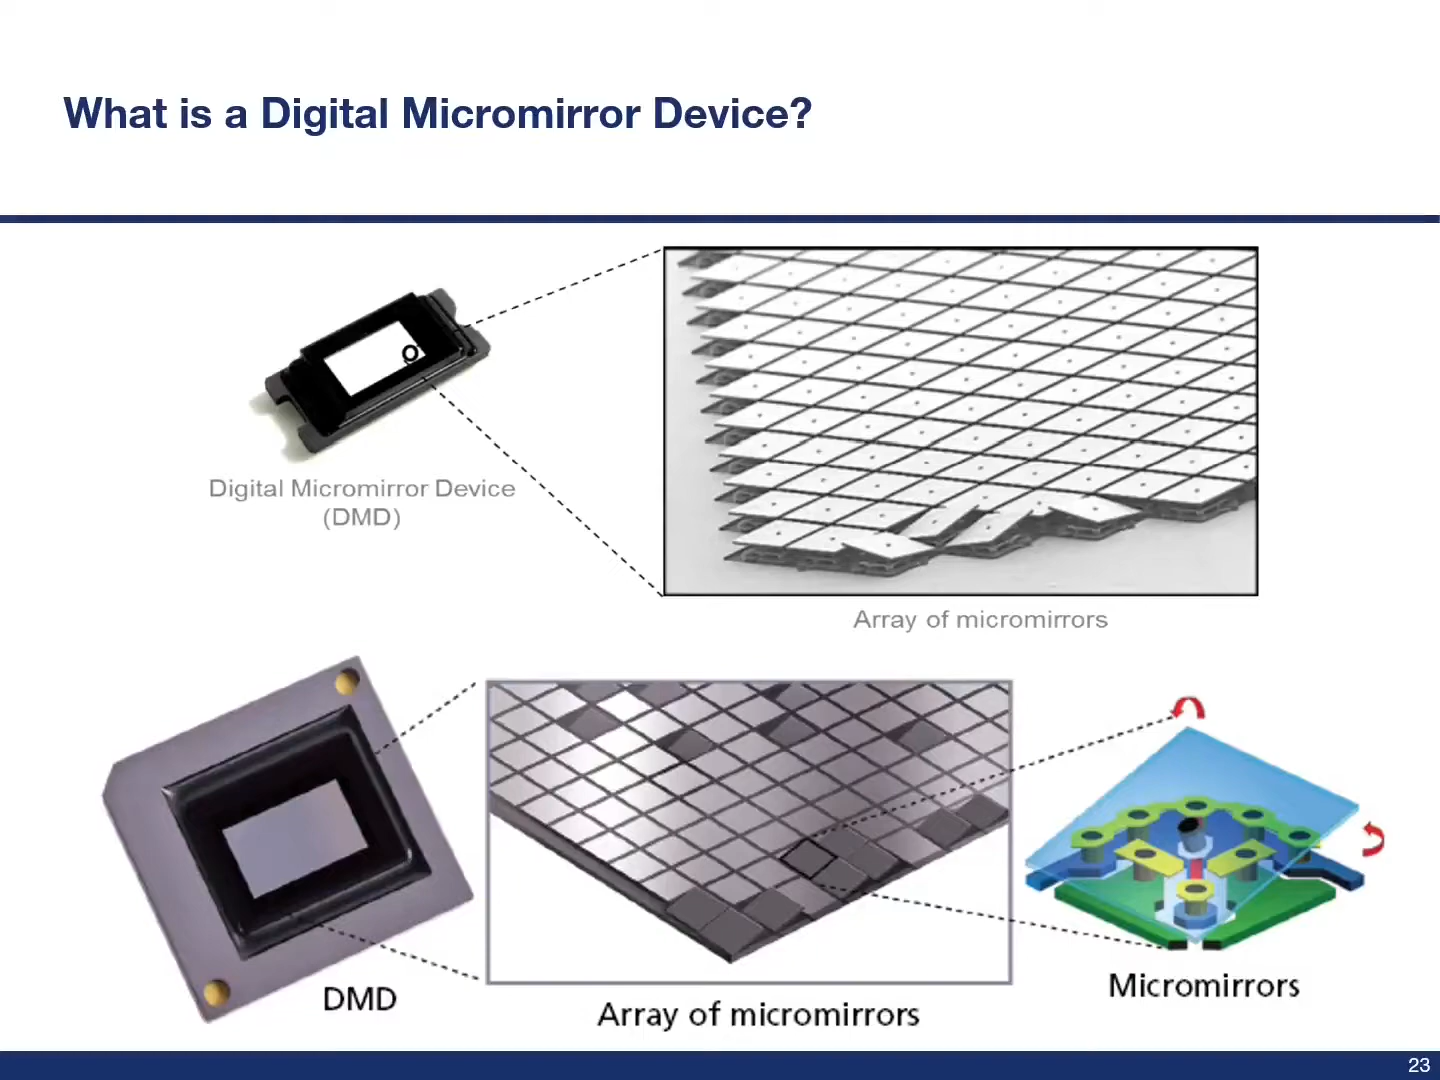 What is a Digital Micromirror Device?
Digital Micromirror Device
(DMD)
Array of micromirrors
DMD
Array of micromirrors
Micromirrors
23